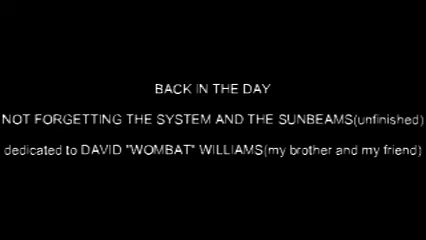 BACK IN THE DAY
NOT FORGETTING THE SYSTEM AND THE SUNBEAMS(unfinished)
dedicated to DAVID "WOMBAT" WILLIAMS(my brother and my friend)